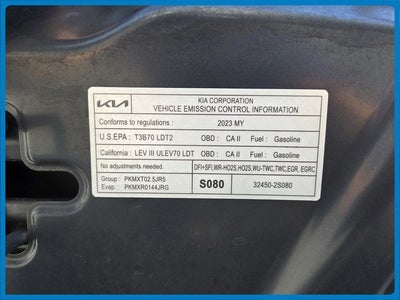 KIA
KIA CORPORATION
VEHICLE EMISSION CONTROL INFORMATION
Conforms to regulations : 2023 MY
U.S.EPA : T3B70 LDT2 OBD : CA II Fuel : Gasoline
California : LEV III ULEV70 LDT OBD : CA II Fuel : Gasoline
No adjustments needed. DFI+SFI,WR-HO2S,HO2S,WU-TWC,TWC,EGR, EGRC
Group : PKMXT02.5JR5
Evap : PKMXR0144JRG
S080 32450-2S080